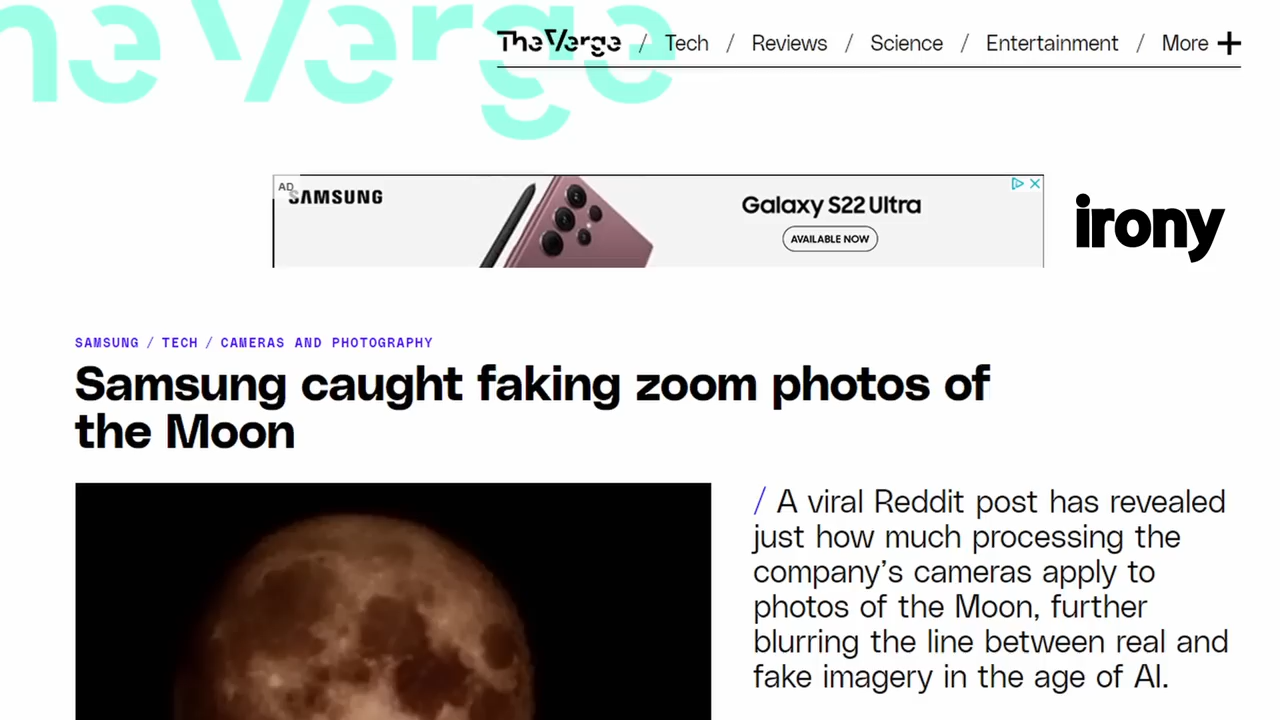 The Verge
The Verge / Tech / Reviews / Science / Entertainment / More +
AD
SAMSUNG
Galaxy S22 Ultra
AVAILABLE NOW
irony
SAMSUNG / TECH / CAMERAS AND PHOTOGRAPHY
Samsung caught faking zoom photos of
the Moon
/ A viral Reddit post has revealed
just how much processing the
company’s cameras apply to
photos of the Moon, further
blurring the line between real and
fake imagery in the age of AI.